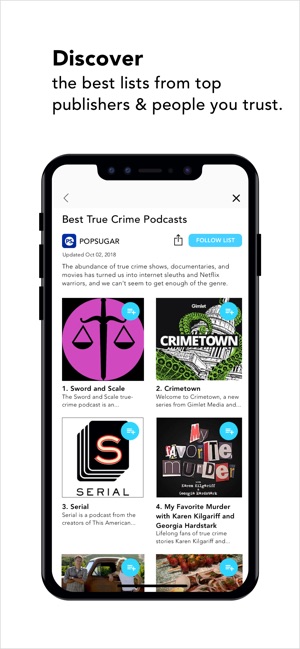 Discover
the best lists from top
publishers & people you trust.
Best True Crime Podcasts
PS
POPSUGAR
FOLLOW LIST
Updated Oct 02, 2018
The abundance of true crime shows, documentaries, and
movies has turned us into internet sleuths and Netflix
warriors, and we can't seem to get enough of the genre.
Gimlet
CRIMETOWN
1. Sword and Scale
The Sword and Scale true-
crime podcast is an...
2. Crimetown
Welcome to Crimetown, a new
series from Gimlet Media and...
S
SERIAL
My
favorite
murder
Karen Kilgariff
Georgia Hardstark
3. Serial
Serial is a podcast from the
creators of This American...
4. My Favorite Murder
with Karen Kilgariff and
Georgia Hardstark
Lifelong fans of true crime
stories Karen Kilgariff and...